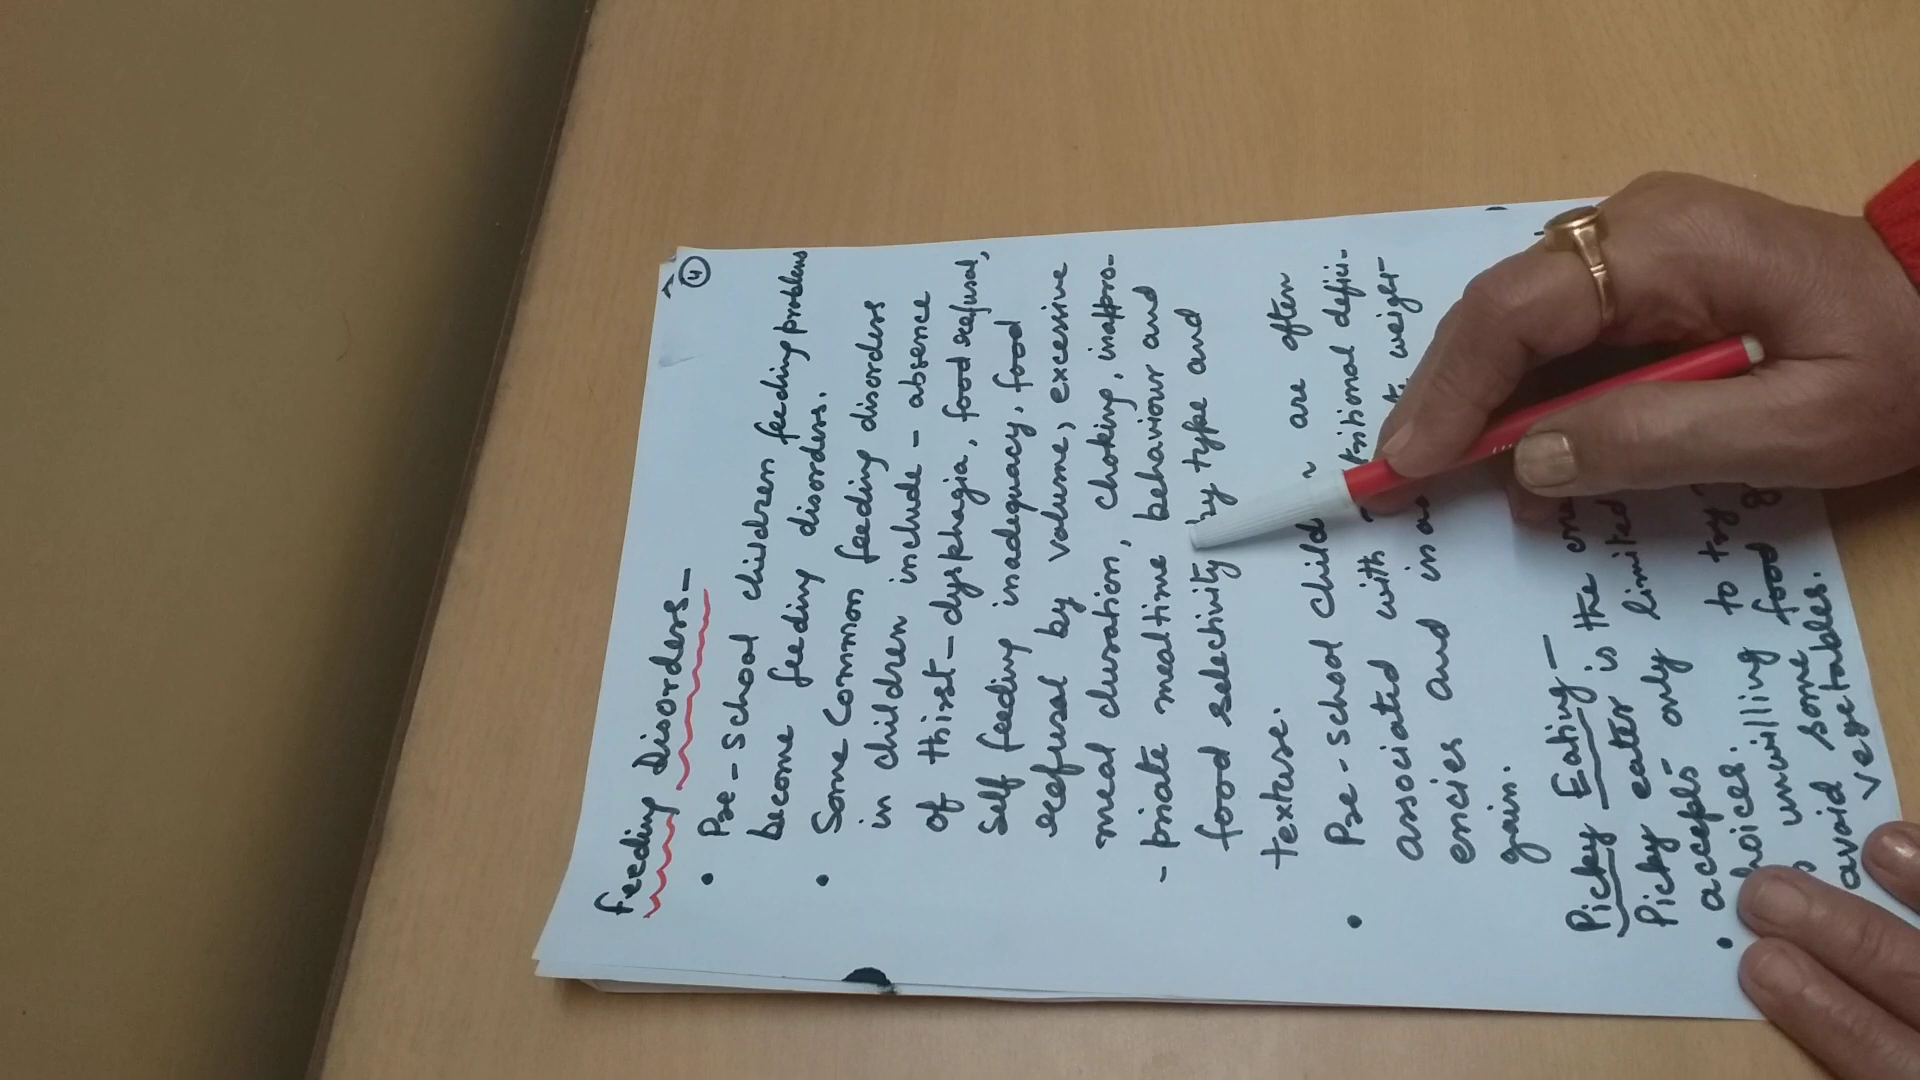 4
Feeding Disorders-
• Pre-school children feeding problems
become feeding disorders.
• Some Common feeding disorders
in children include - absence
of thirst - dysphagia, food refusal,
self feeding inadequacy, food
refusal by volume, excessive
meal duration, choking, inappro-
-priate mealtime behaviour and
food selectivity by type and
texture.
• Pre-school are often
associated with defici-
encies and weight-
gain.
Picky Eating -
Picky eater is the
• accepts only limited
choices.
unwilling to try
avoid some food
vegetables.